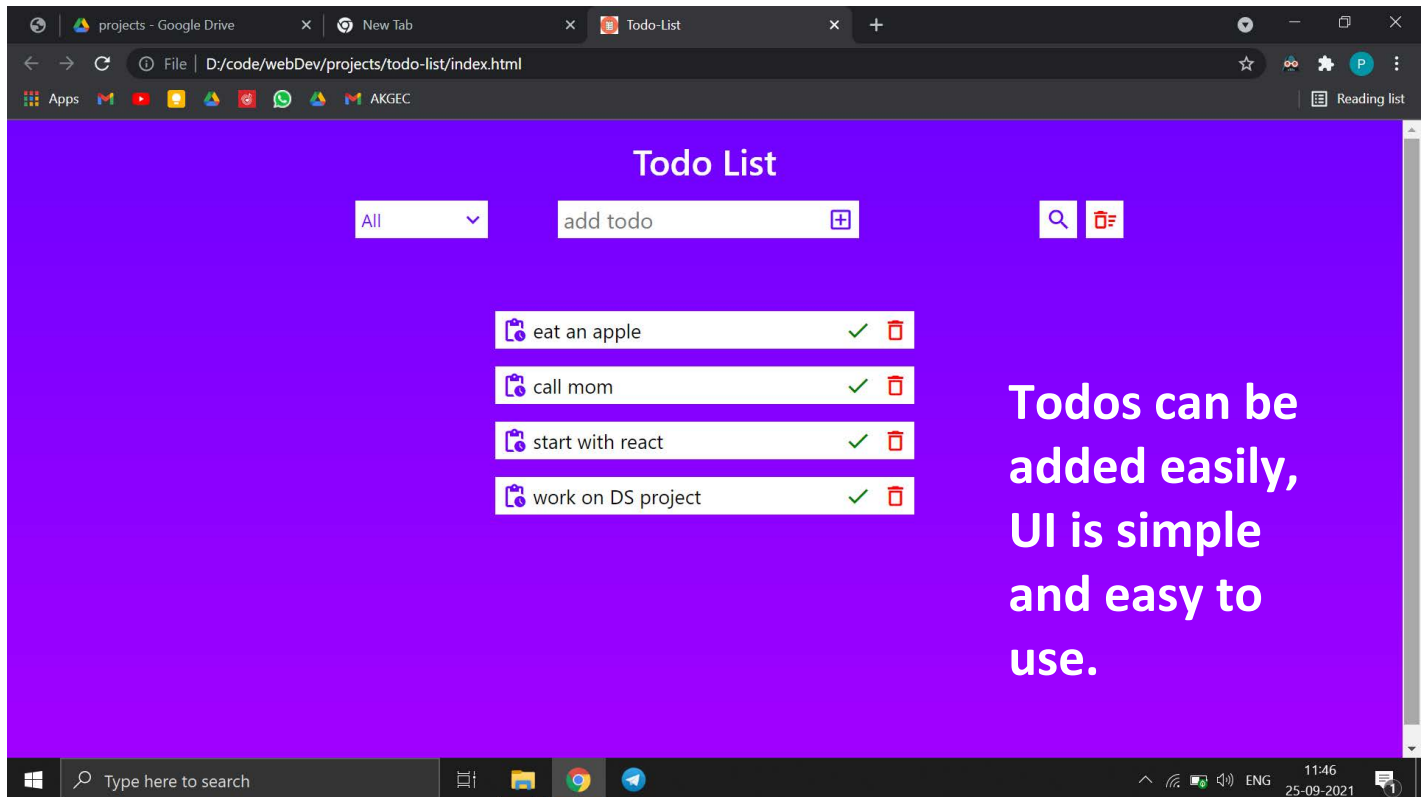 projects - Google Drive
New Tab
Todo-List
File
D:/code/webDev/projects/todo-list/index.html
P
Apps
AKGEC
Reading list
Todo List
All
add todo
eat an apple
call mom
start with react
work on DS project
Todos can be
added easily,
UI is simple
and easy to
use.
Type here to search
ENG
11:46
25-09-2021
1